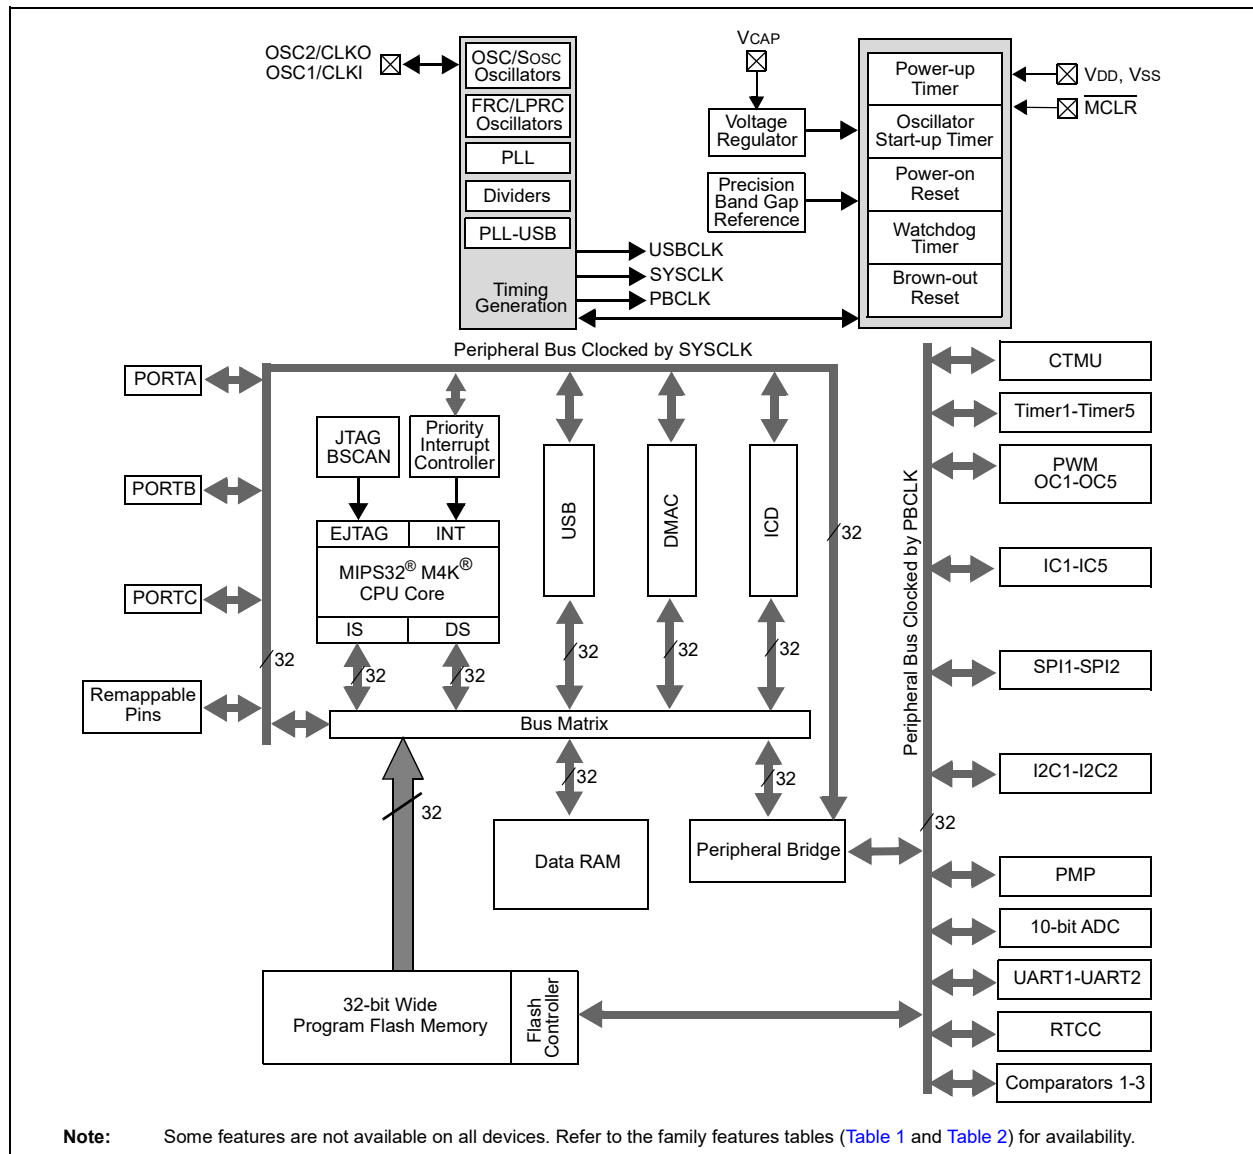 OSC2/CLKO
OSC1/CLKI
OSC/SOSC
Oscillators
FRC/LPRC
Oscillators
PLL
Dividers
PLL-USB
Timing
Generation
USBCLK
SYSCLK
PBCLK
VCAP
Voltage
Regulator
Precision
Band Gap
Reference
Power-up
Timer
Oscillator
Start-up Timer
Power-on
Reset
Watchdog
Timer
Brown-out
Reset
VDD, VSS
MCLR
Peripheral Bus Clocked by SYSCLK
PORTA
PORTB
PORTC
Remappable
Pins
32
JTAG
BSCAN
Priority
Interrupt
Controller
EJTAG
INT
MIPS32® M4K®
CPU Core
IS
DS
32
32
USB
32
DMAC
32
ICD
32
32
Bus Matrix
32
32
32
Data RAM
Peripheral Bridge
32-bit Wide
Program Flash Memory
Flash
Controller
Peripheral Bus Clocked by PBCLK
32
CTMU
Timer1-Timer5
PWM
OC1-OC5
IC1-IC5
SPI1-SPI2
I2C1-I2C2
PMP
10-bit ADC
UART1-UART2
RTCC
Comparators 1-3
Note: Some features are not available on all devices. Refer to the family features tables (Table 1 and Table 2) for availability.